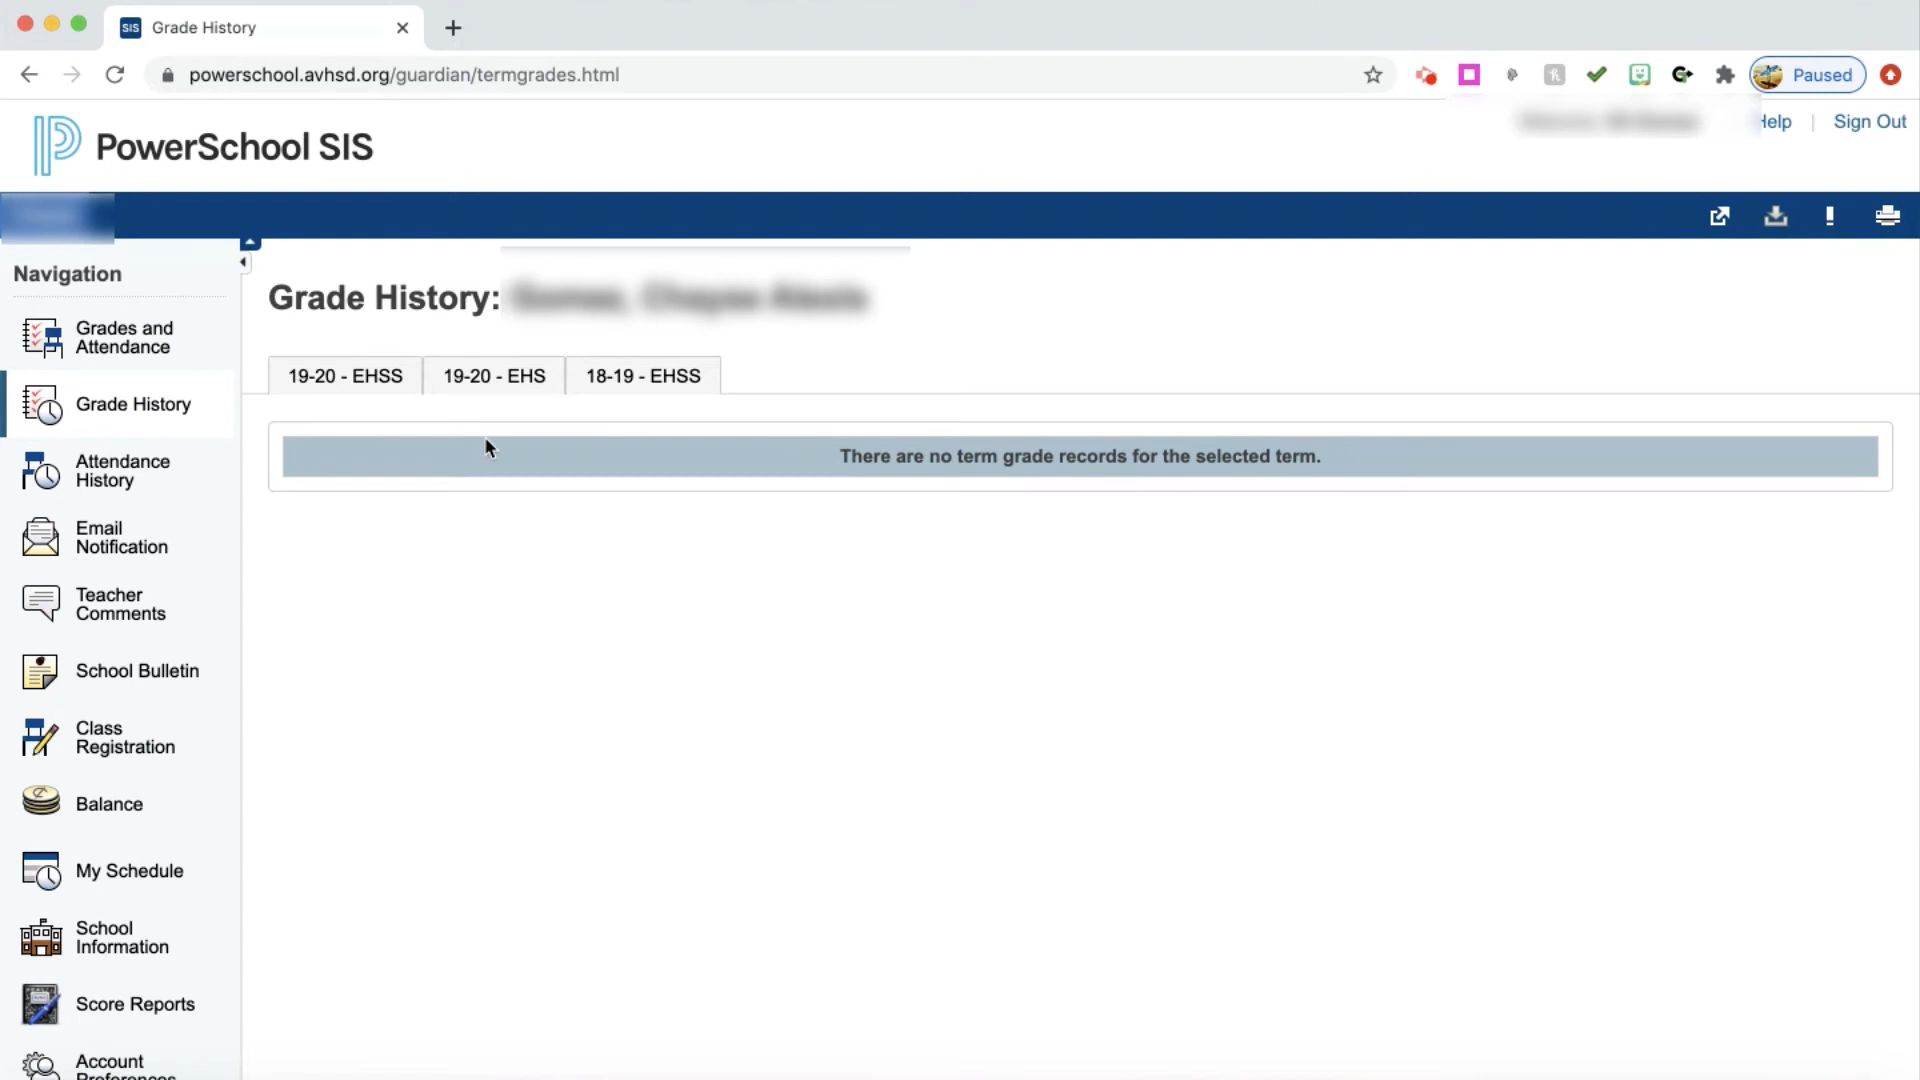 SIS Grade History
powerschool.avhsd.org/guardian/termgrades.html
Paused
PowerSchool SIS
Help | Sign Out
Navigation
Grades and
Attendance
Grade History
Attendance
History
Email
Notification
Teacher
Comments
School Bulletin
Class
Registration
Balance
My Schedule
School
Information
Score Reports
Account
Preferences
Grade History:
19-20 - EHSS
19-20 - EHS
18-19 - EHSS
There are no term grade records for the selected term.